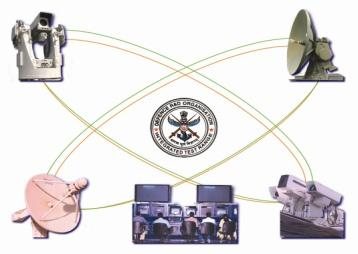 DEFENCE R&D ORGANISATION
INTEGRATED TEST RANGE